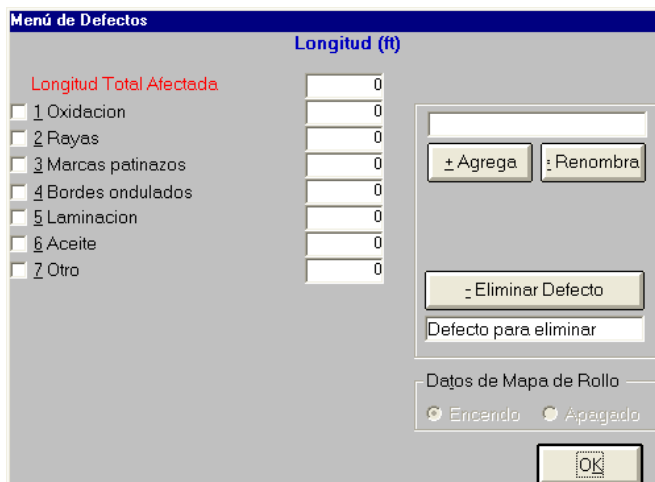 Menú de Defectos
Longitud (ft)
Longitud Total Afectada 0
1 Oxidacion 0
2 Rayas 0
3 Marcas patinazos 0
4 Bordes ondulados 0
5 Laminacion 0
6 Aceite 0
7 Otro 0
+ Agrega : Renombra
- Eliminar Defecto
Defecto para eliminar
Datos de Mapa de Rollo
Encendo Apagado
OK